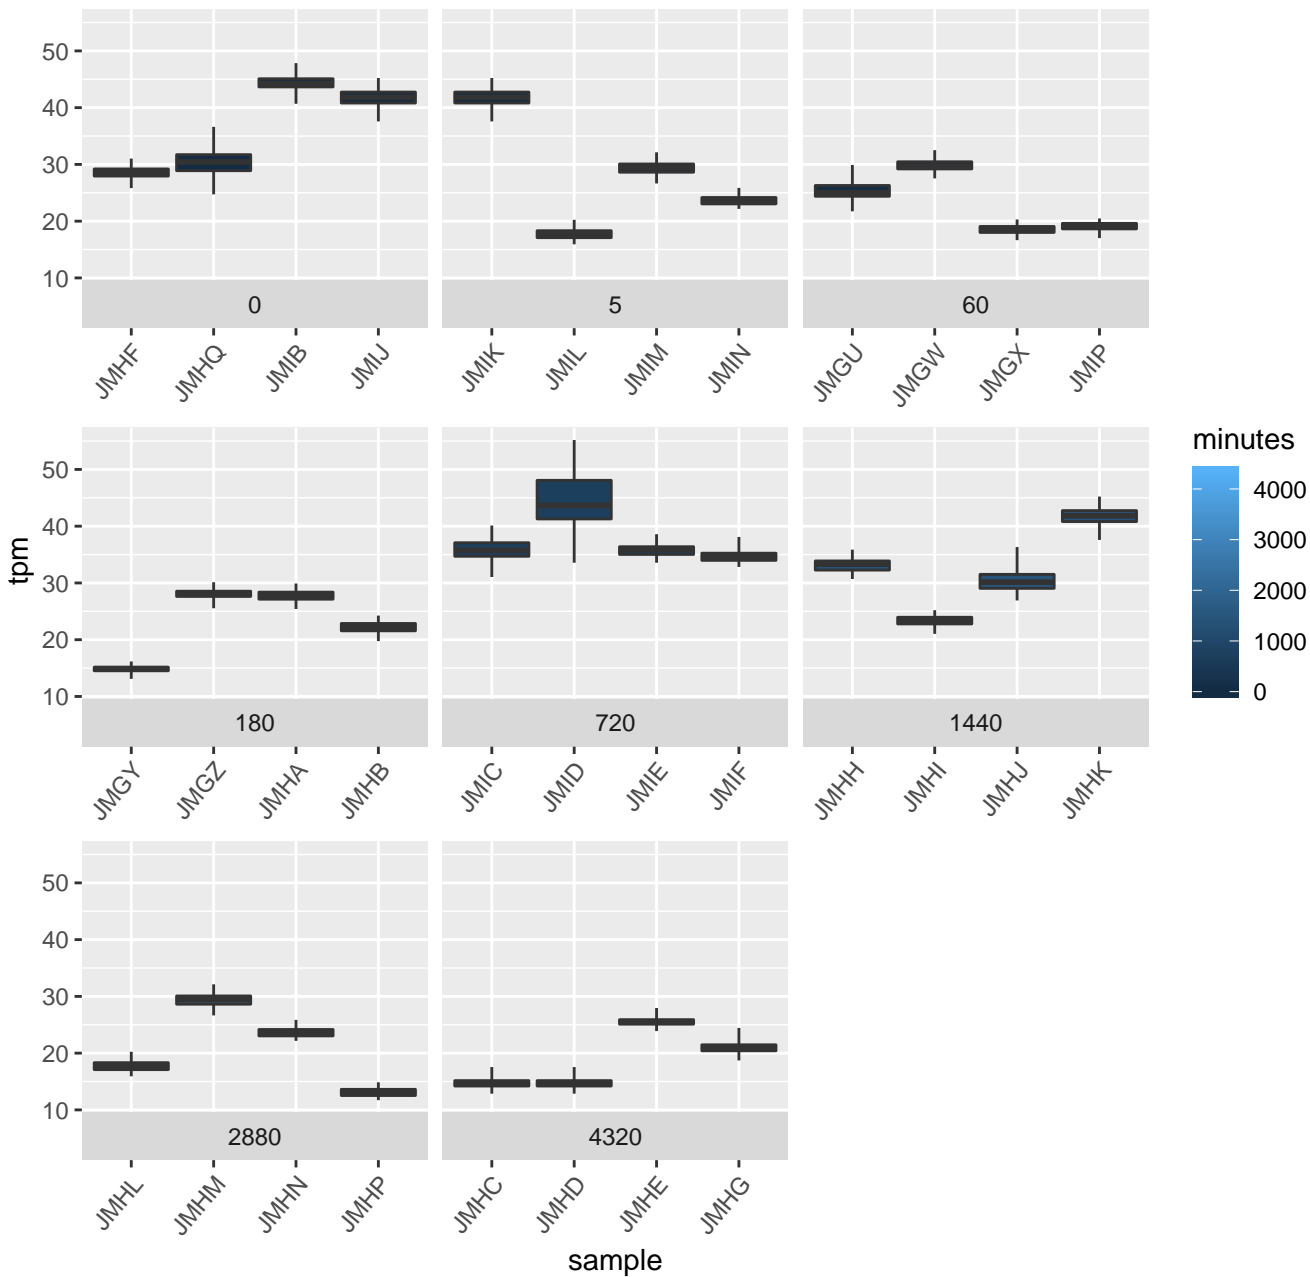 50
40
30
20
10
0
5
60
JMHF JMHQ JMIB JMIJ
JMIK JMIL JMIM JMIN
JMGU JMGW JMGX JMIP
tpm
50
40
30
20
10
180
720
1440
JMGY JMGZ JMHA JMHB
JMIC JMID JMIE JMIF
JMHH JMHI JMHJ JMHK
50
40
30
20
10
2880
4320
JMHL JMHM JMHN JMHP
JMHC JMHD JMHE JMHG
sample
minutes
4000
3000
2000
1000
0